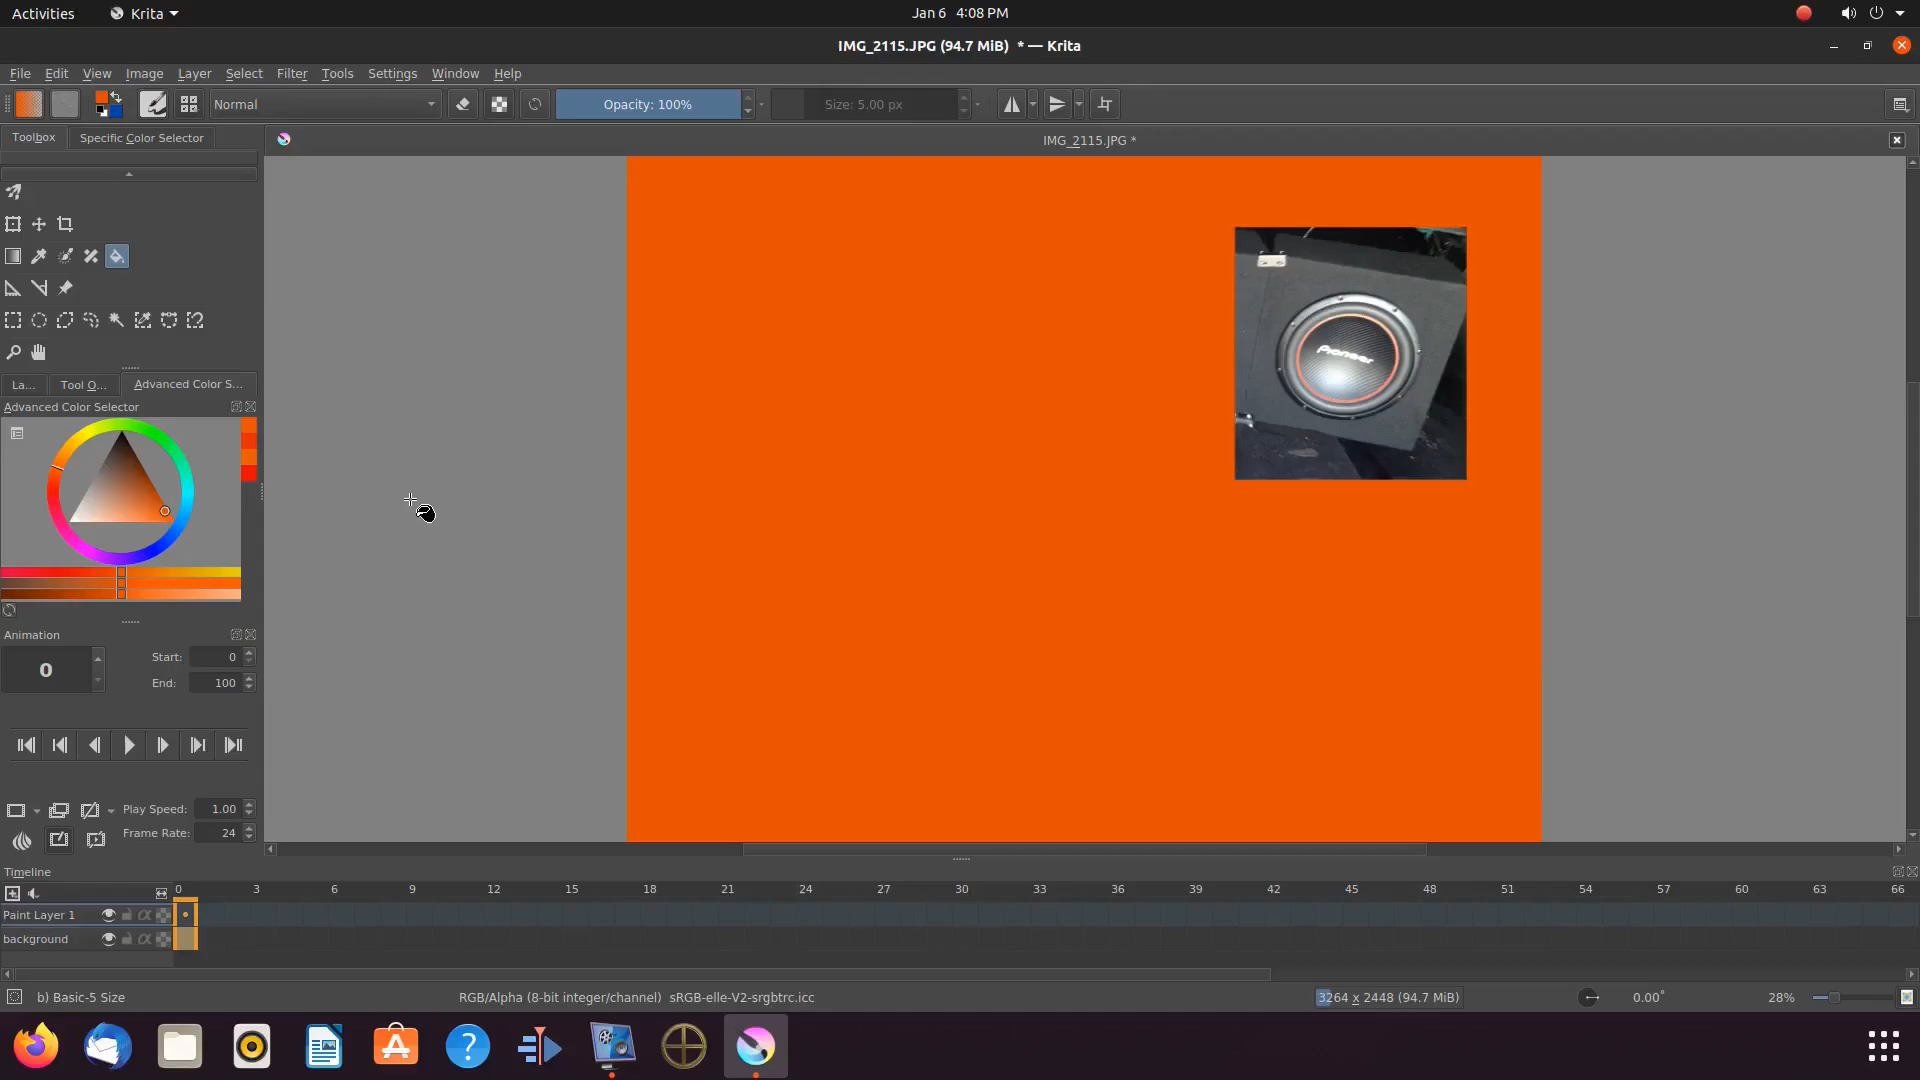 Activities Krita Jan 6 4:08 PM
IMG_2115.JPG (94.7 MiB) * — Krita
File Edit View Image Layer Select Filter Tools Settings Window Help
Normal Opacity: 100% Size: 5.00 px
Toolbox Specific Color Selector IMG_2115.JPG *
Pioneer
La... Tool O... Advanced Color S...
Advanced Color Selector
Animation
0 Start: 0
End: 100
Play Speed: 1.00
Frame Rate: 24
Timeline
0 3 6 9 12 15 18 21 24 27 30 33 36 39 42 45 48 51 54 57 60 63 66
Paint Layer 1
background
b) Basic-5 Size RGB/Alpha (8-bit integer/channel) sRGB-elle-V2-srgbtrc.icc 3264 x 2448 (94.7 MiB) 0.00° 28%